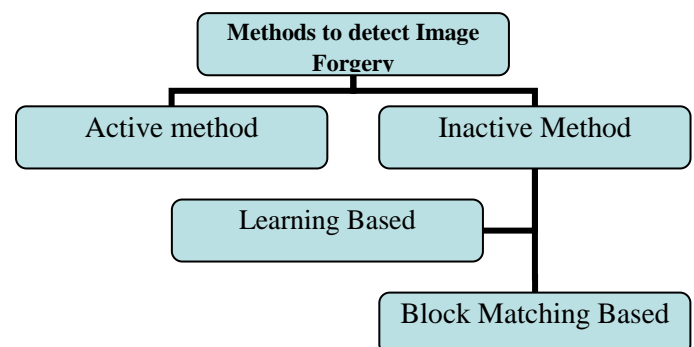 Methods to detect Image
Forgery
Active method
Inactive Method
Learning Based
Block Matching Based